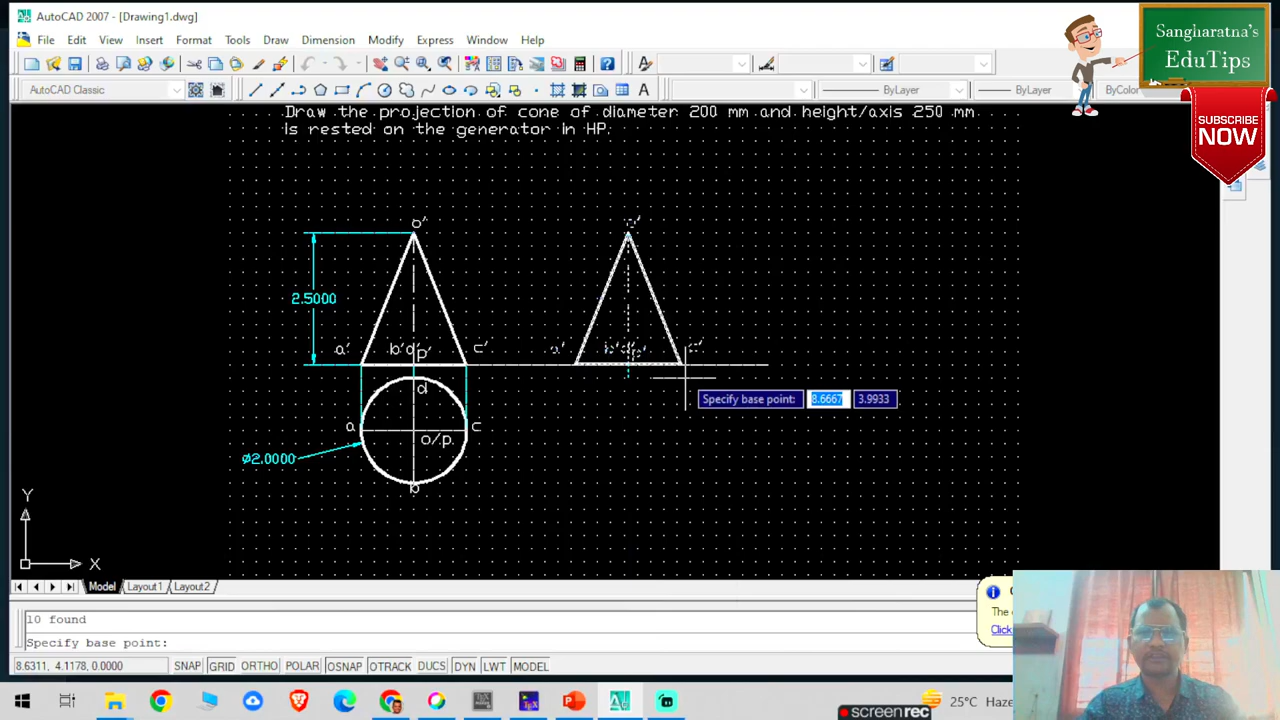 AutoCAD 2007 - [Drawing1.dwg]
File Edit View Insert Format Tools Draw Dimension Modify Express Window Help
AutoCAD Classic
ByLayer
ByLayer
ByColor
A
Sangharatna's
EduTips
SUBSCRIBE
NOW
Draw the projection of cone of diameter 200 mm and height/axis 250 mm
is rested on the generator in HP.
o' o'
2.5000
a' b'd'p' c' a' b'd'p' c'
d
a c
o/p.
b
⌀2.0000
Specify base point: 8.6667 3.9933
Y
X
Model Layout1 Layout2
10 found
Specify base point:
8.6311, 4.1178, 0.0000 SNAP GRID ORTHO POLAR OSNAP OTRACK DUCS DYN LWT MODEL
The
Click
screenrec
25°C Haze